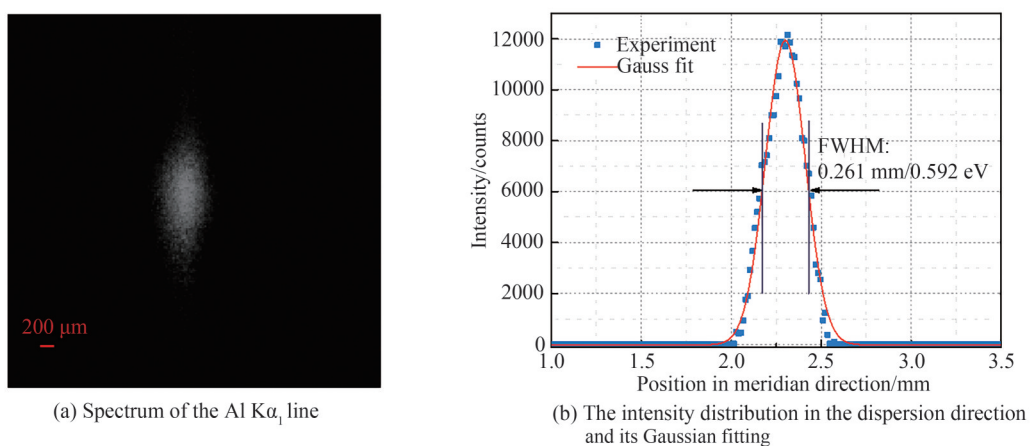 200 μm
(a) Spectrum of the Al Kα₁ line
12000
10000
8000
6000
4000
2000
0
Intensity/counts
Experiment
Gauss fit
FWHM:
0.261 mm/0.592 eV
1.0 1.5 2.0 2.5 3.0 3.5
Position in meridian direction/mm
(b) The intensity distribution in the dispersion direction
and its Gaussian fitting